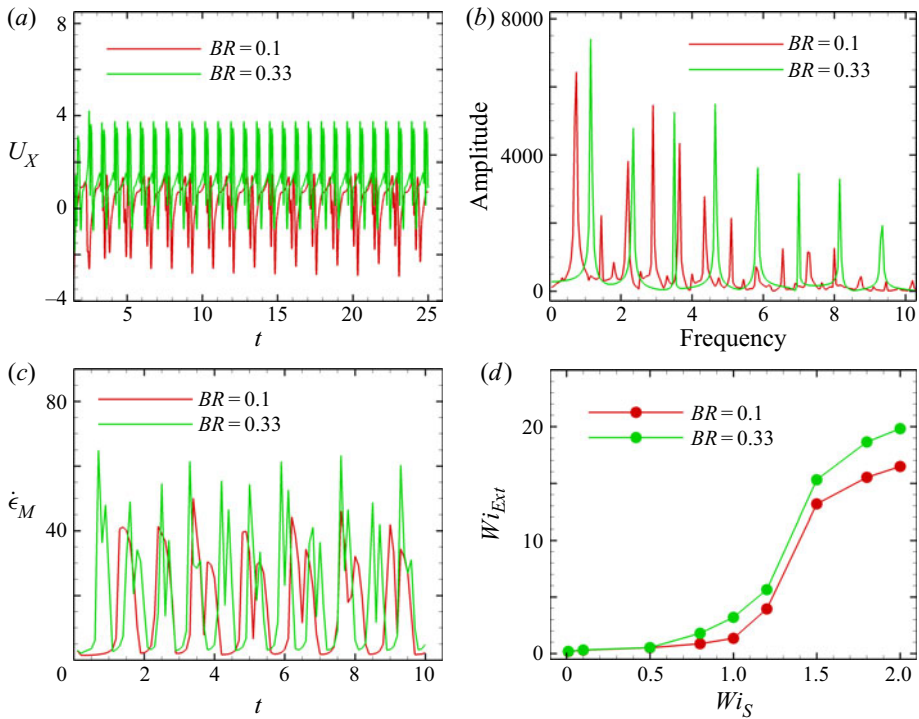 (a)
8
4
0
−4
U_X
BR = 0.1
BR = 0.33
5 10 15 20 25
t
(b)
8000
4000
0
Amplitude
BR = 0.1
BR = 0.33
0 2 4 6 8 10
Frequency
(c)
80
40
0
ϵ̇_M
BR = 0.1
BR = 0.33
2 4 6 8 10
t
(d)
20
10
0
Wi_Ext
BR = 0.1
BR = 0.33
0 0.5 1.0 1.5 2.0
Wi_S